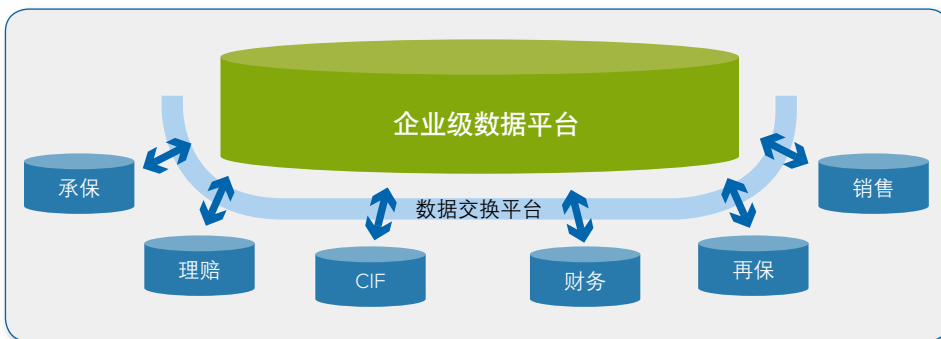 企业级数据平台
承保
销售
数据交换平台
理赔
CIF
财务
再保